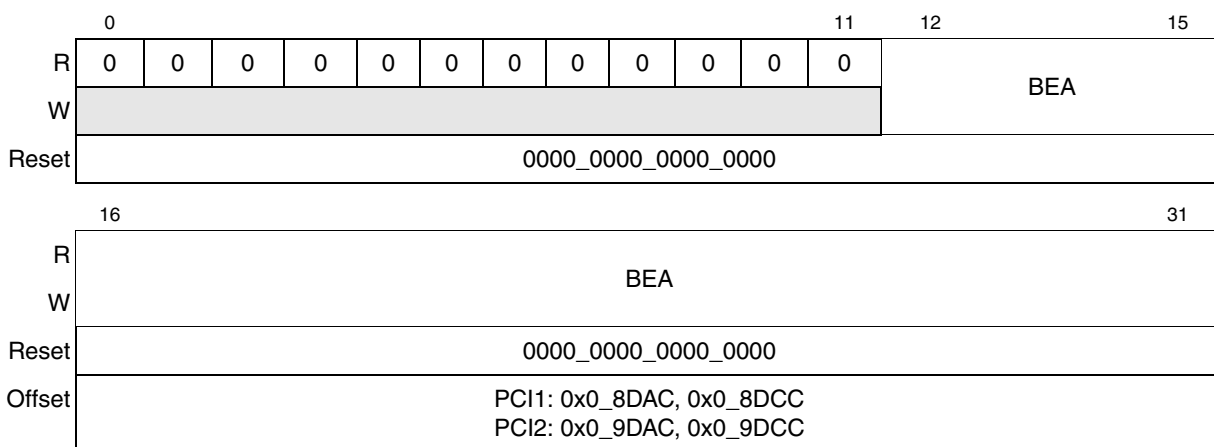 0 11 12 15
R 0 0 0 0 0 0 0 0 0 0 0 0 BEA
W
Reset 0000_0000_0000_0000
16 31
R BEA
W
Reset 0000_0000_0000_0000
Offset PCI1: 0x0_8DAC, 0x0_8DCC
PCI2: 0x0_9DAC, 0x0_9DCC